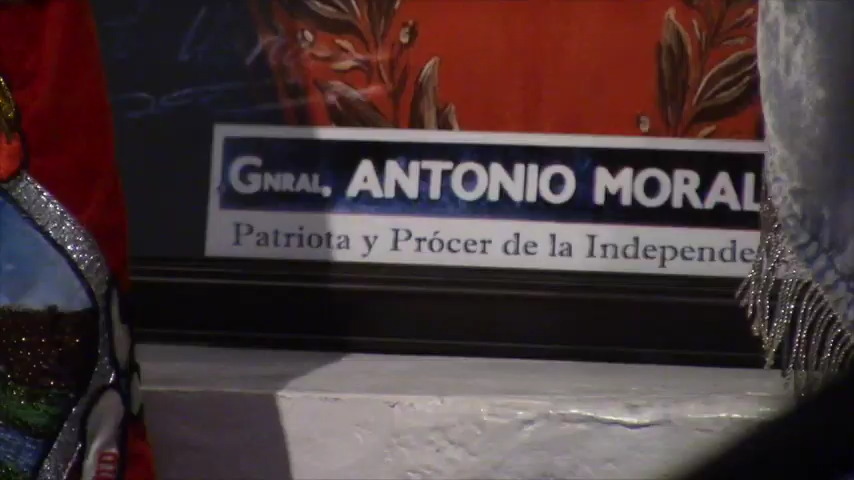 GNRAL. ANTONIO MORAL
Patriota y Prócer de la Independe